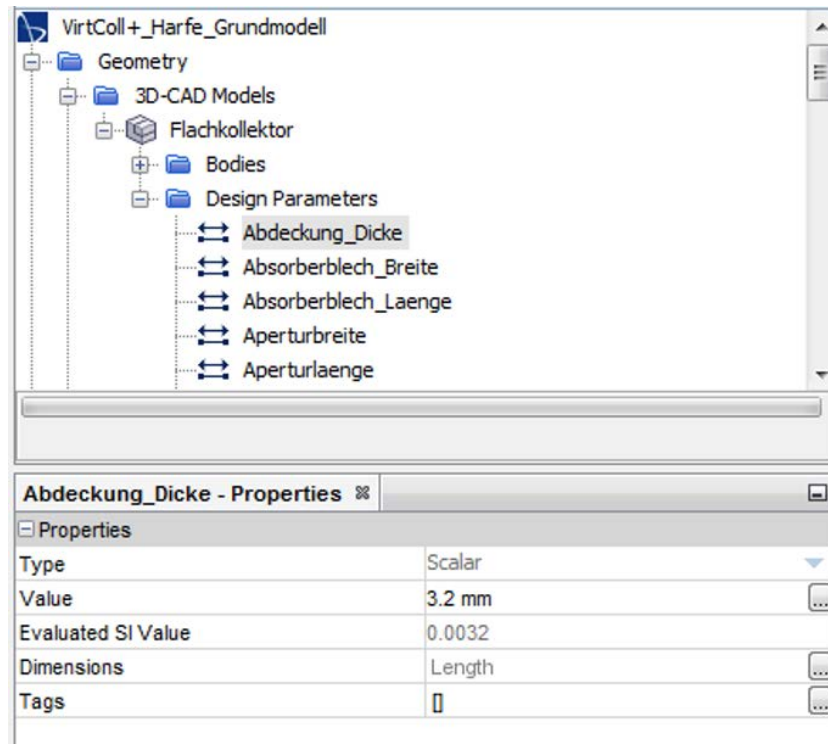 VirtColl+_Harfe_Grundmodell
Geometry
3D-CAD Models
Flachkollektor
Bodies
Design Parameters
Abdeckung_Dicke
Absorberblech_Breite
Absorberblech_Laenge
Aperturbreite
Aperturlaenge
Abdeckung_Dicke - Properties
Properties
Type Scalar
Value 3.2 mm ...
Evaluated SI Value 0.0032
Dimensions Length ...
Tags [] ...